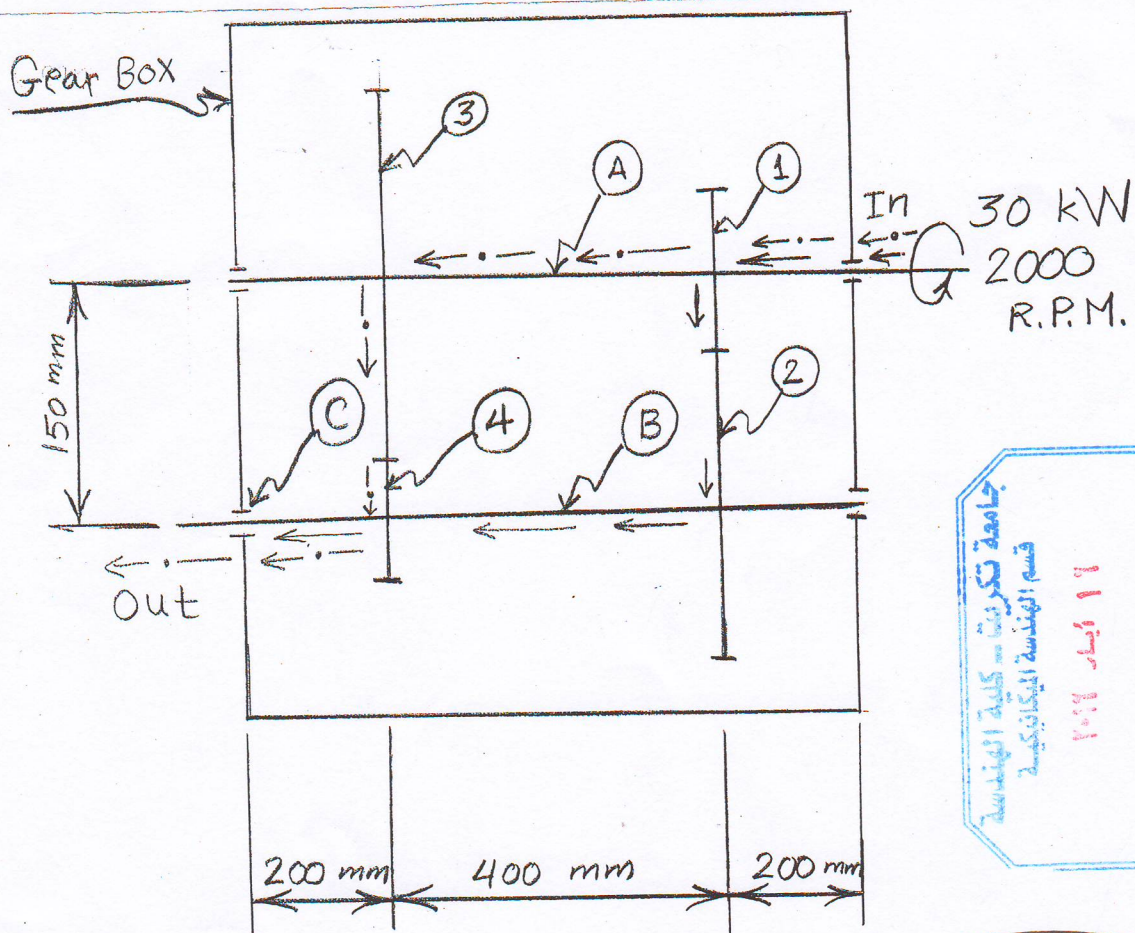 Gear Box
3
A
1
In
30 kW
2000
R.P.M.
150 mm
C
4
B
2
Out
جامعة تكريت - كلية الهندسة
قسم الهندسة الميكانيكية
200 mm
400 mm
200 mm